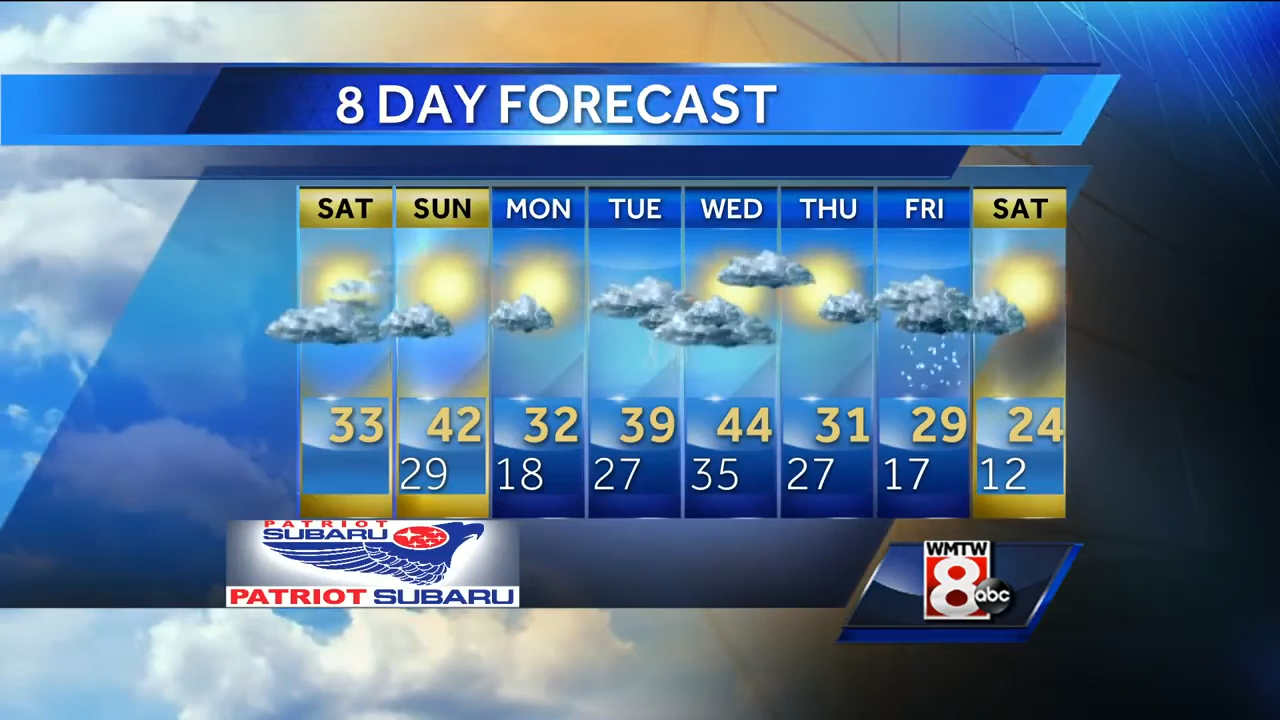 8 DAY FORECAST
SAT SUN MON TUE WED THU FRI SAT
33 42 32 39 44 31 29 24
29 18 27 35 27 17 12
PATRIOT
SUBARU
PATRIOT SUBARU
WMTW
8
abc